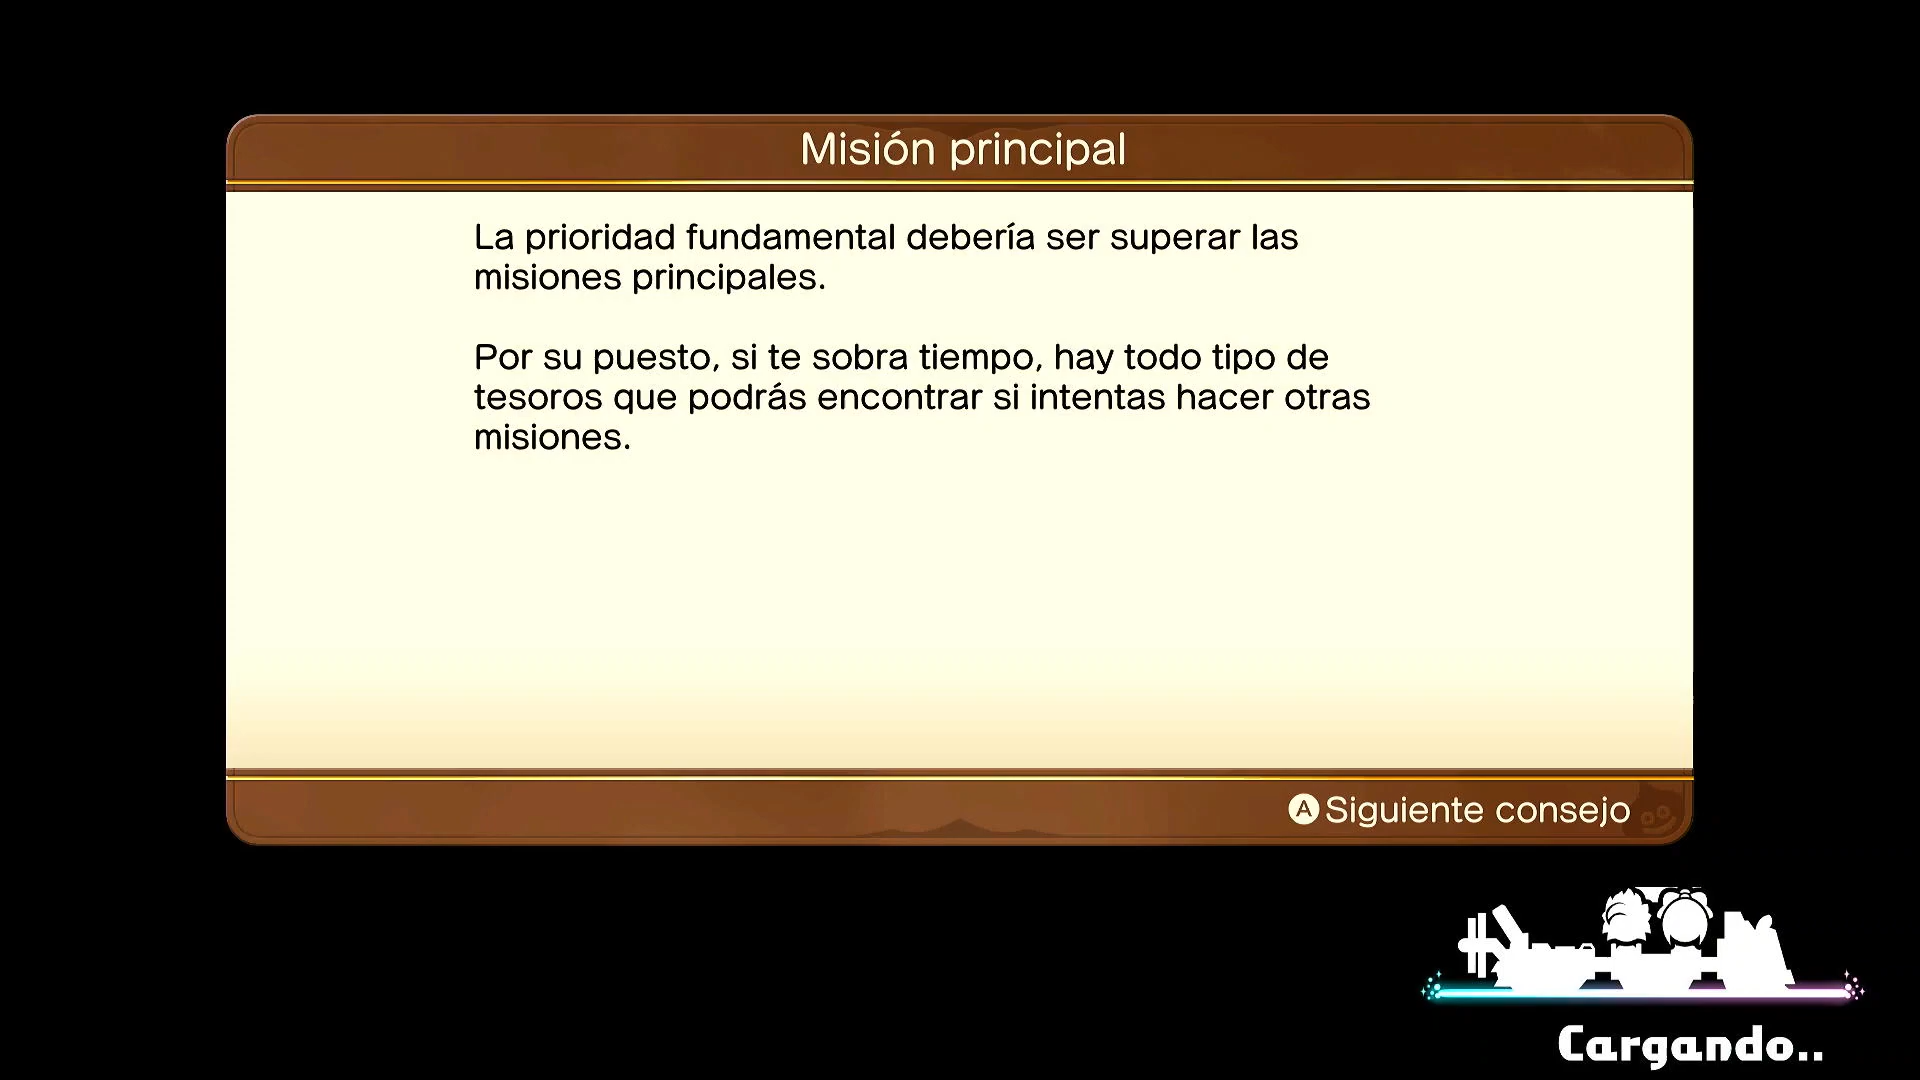 Misión principal
La prioridad fundamental debería ser superar las
misiones principales.
Por su puesto, si te sobra tiempo, hay todo tipo de
tesoros que podrás encontrar si intentas hacer otras
misiones.
A Siguiente consejo
Cargando..